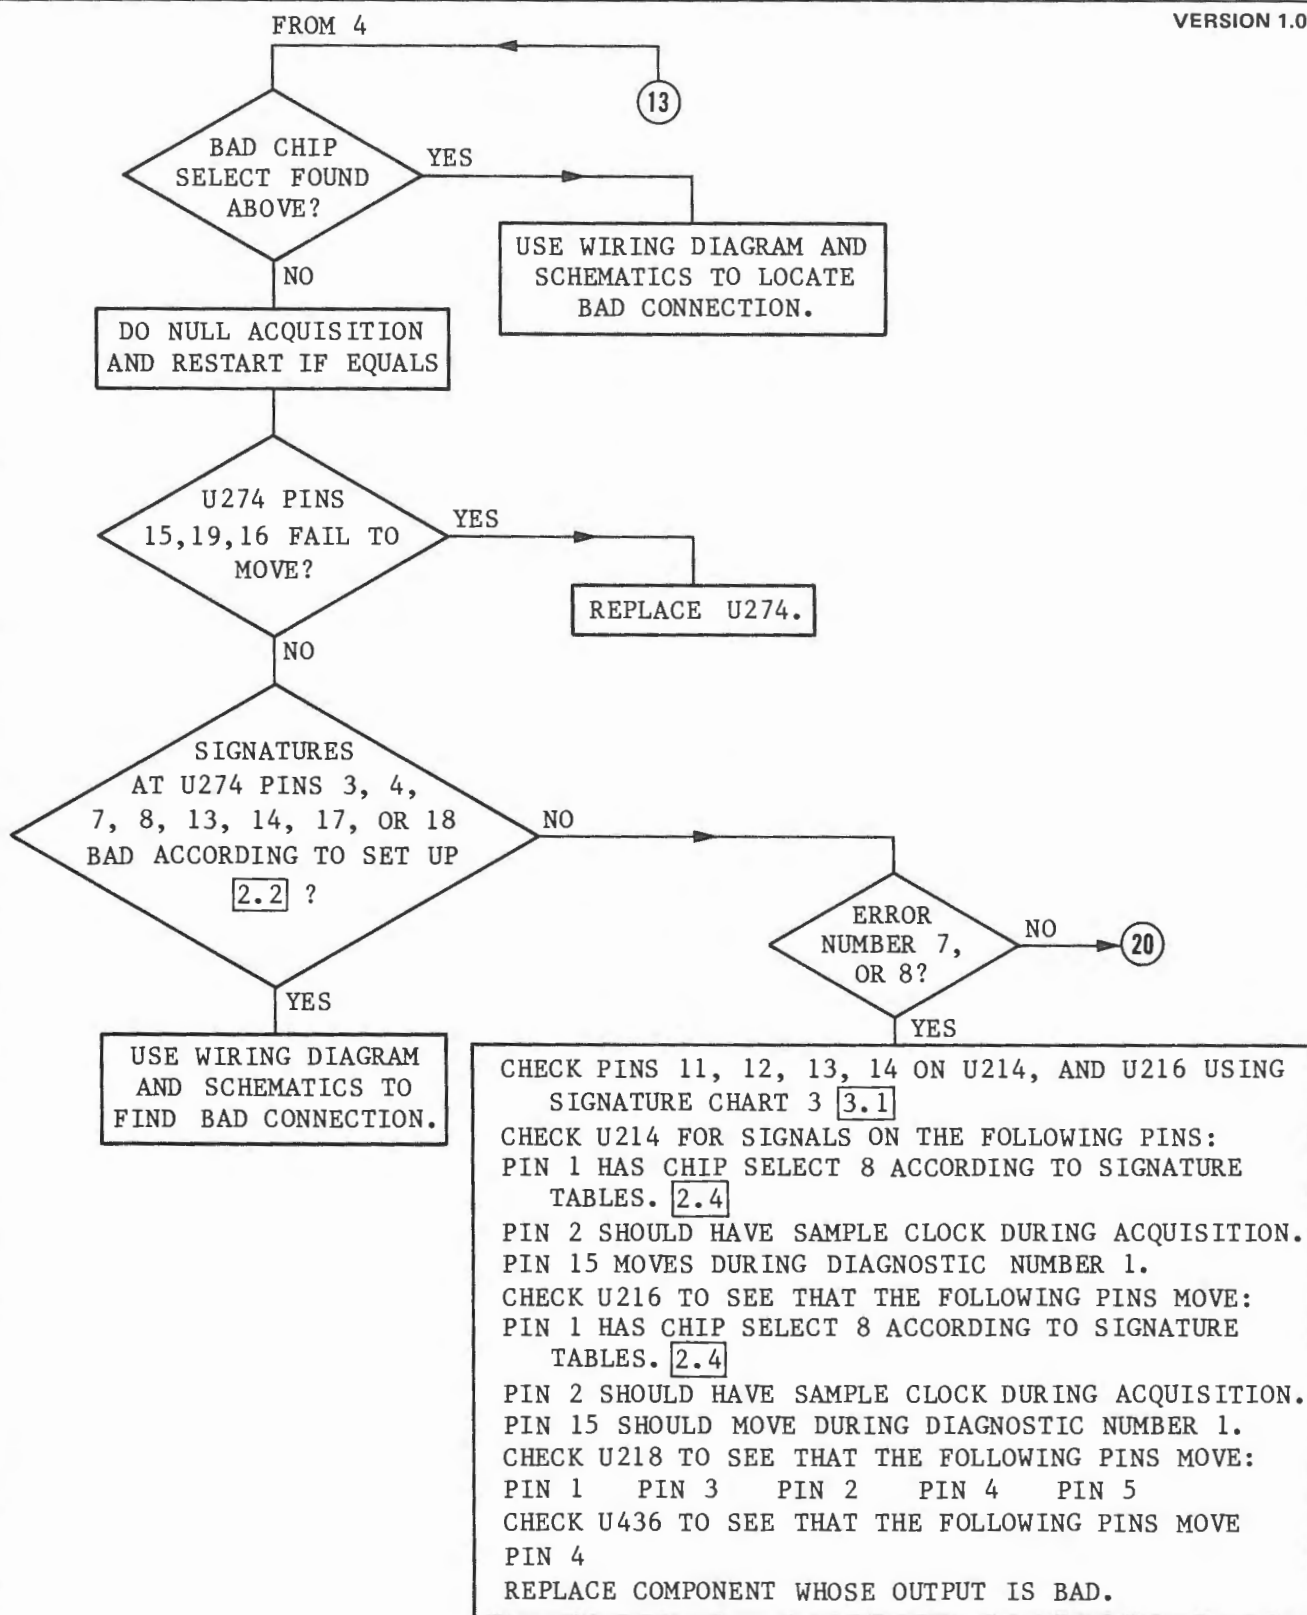 FROM 4
VERSION 1.0
13
BAD CHIP
SELECT FOUND
ABOVE?
YES
USE WIRING DIAGRAM AND
SCHEMATICS TO LOCATE
BAD CONNECTION.
NO
DO NULL ACQUISITION
AND RESTART IF EQUALS
U274 PINS
15,19,16 FAIL TO
MOVE?
YES
REPLACE U274.
NO
SIGNATURES
AT U274 PINS 3, 4,
7, 8, 13, 14, 17, OR 18
BAD ACCORDING TO SET UP
2.2 ?
NO
ERROR
NUMBER 7,
OR 8?
NO
20
YES
USE WIRING DIAGRAM
AND SCHEMATICS TO
FIND BAD CONNECTION.
YES
CHECK PINS 11, 12, 13, 14 ON U214, AND U216 USING
SIGNATURE CHART 3 3.1
CHECK U214 FOR SIGNALS ON THE FOLLOWING PINS:
PIN 1 HAS CHIP SELECT 8 ACCORDING TO SIGNATURE
TABLES. 2.4
PIN 2 SHOULD HAVE SAMPLE CLOCK DURING ACQUISITION.
PIN 15 MOVES DURING DIAGNOSTIC NUMBER 1.
CHECK U216 TO SEE THAT THE FOLLOWING PINS MOVE:
PIN 1 HAS CHIP SELECT 8 ACCORDING TO SIGNATURE
TABLES. 2.4
PIN 2 SHOULD HAVE SAMPLE CLOCK DURING ACQUISITION.
PIN 15 SHOULD MOVE DURING DIAGNOSTIC NUMBER 1.
CHECK U218 TO SEE THAT THE FOLLOWING PINS MOVE:
PIN 1 PIN 3 PIN 2 PIN 4 PIN 5
CHECK U436 TO SEE THAT THE FOLLOWING PINS MOVE
PIN 4
REPLACE COMPONENT WHOSE OUTPUT IS BAD.